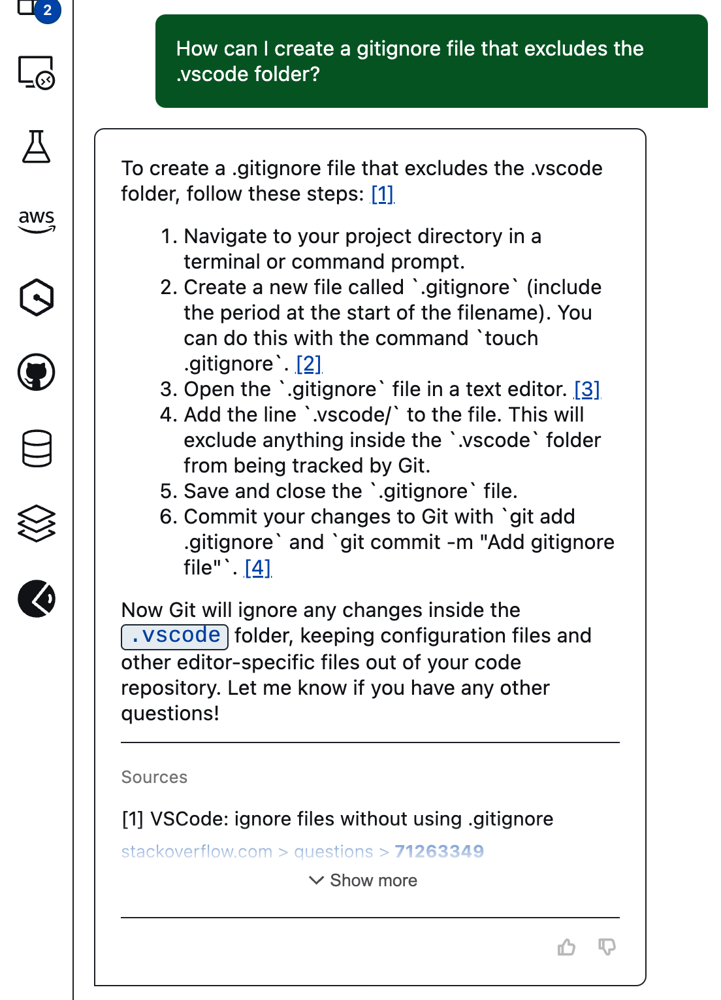 2
aws
How can I create a gitignore file that excludes the
.vscode folder?
To create a .gitignore file that excludes the .vscode
folder, follow these steps: [1]
1. Navigate to your project directory in a
terminal or command prompt.
2. Create a new file called `.gitignore` (include
the period at the start of the filename). You
can do this with the command `touch
.gitignore`. [2]
3. Open the `.gitignore` file in a text editor. [3]
4. Add the line `.vscode/` to the file. This will
exclude anything inside the `.vscode` folder
from being tracked by Git.
5. Save and close the `.gitignore` file.
6. Commit your changes to Git with `git add
.gitignore` and `git commit -m "Add gitignore
file"`. [4]
Now Git will ignore any changes inside the
.vscode folder, keeping configuration files and
other editor-specific files out of your code
repository. Let me know if you have any other
questions!
Sources
[1] VSCode: ignore files without using .gitignore
stackoverflow.com > questions > 71263349
Show more